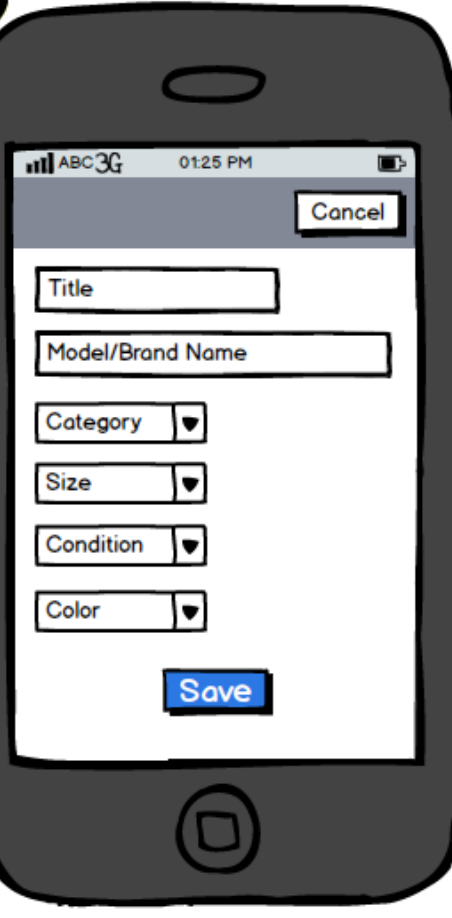 ABC 3G 01:25 PM
Cancel
Title
Model/Brand Name
Category
Size
Condition
Color
Save